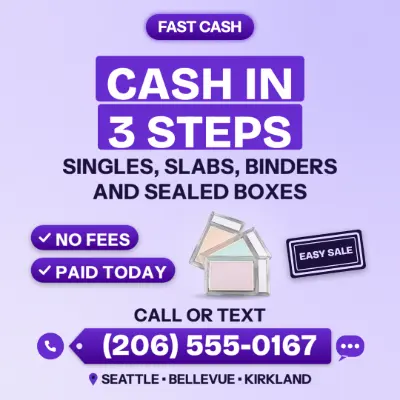 FAST CASH
CASH IN
3 STEPS
SINGLES, SLABS, BINDERS
AND SEALED BOXES
✓ NO FEES
✓ PAID TODAY
EASY SALE
CALL OR TEXT
(206) 555-0167
SEATTLE • BELLEVUE • KIRKLAND